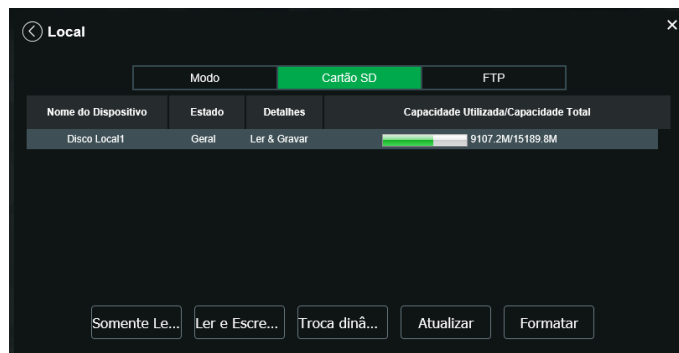 Local
×
Modo Cartão SD FTP
Nome do Dispositivo Estado Detalhes Capacidade Utilizada/Capacidade Total
Disco Local1 Geral Ler & Gravar 9107.2M/15189.8M
Somente Le... Ler e Escre... Troca dinâ... Atualizar Formatar